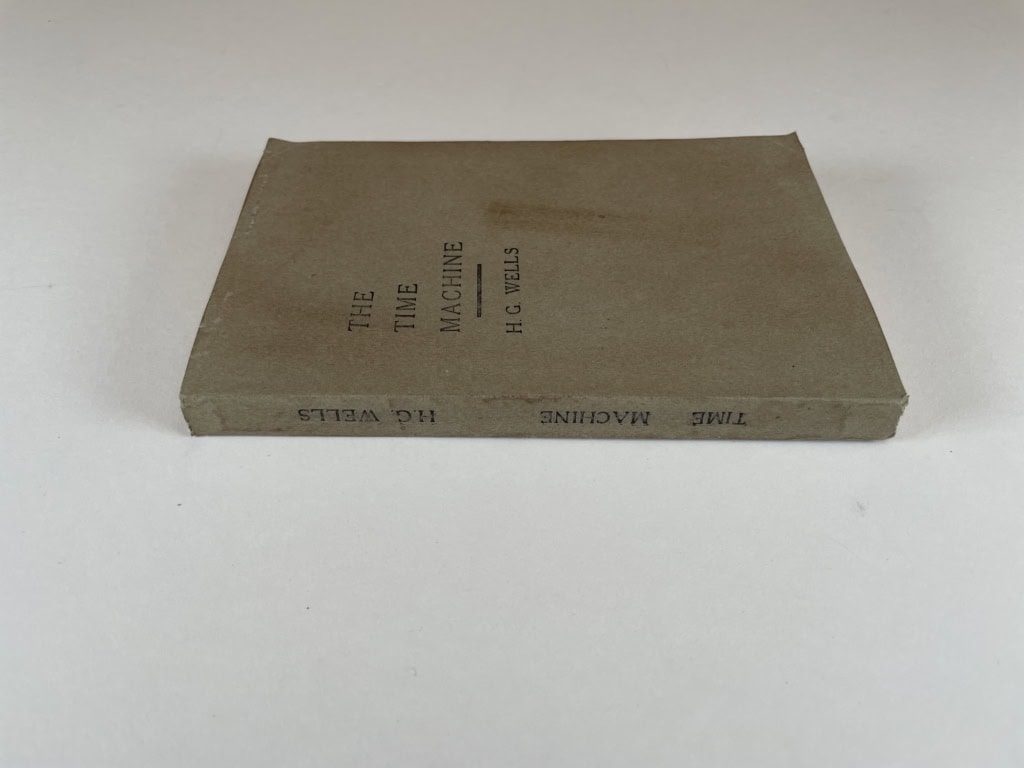 THE
TIME
MACHINE
H. G. WELLS
TIME MACHINE H.G. WELLS